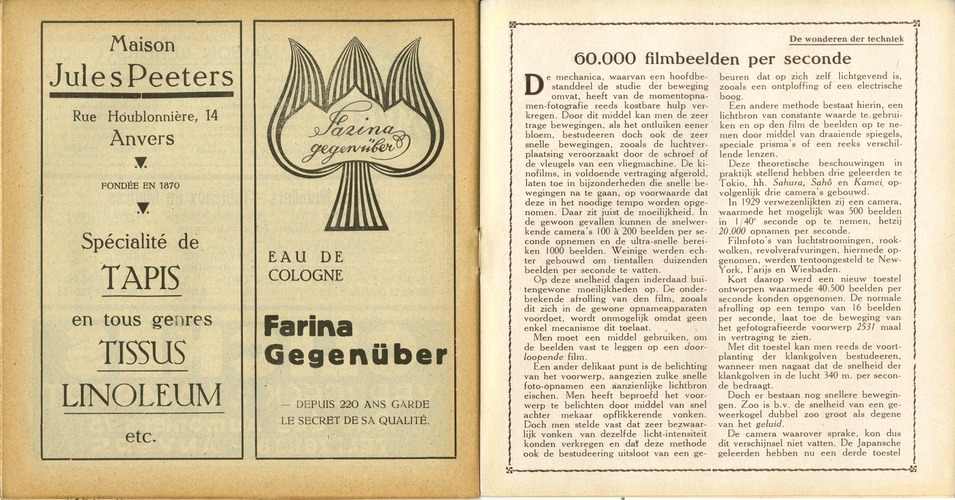 Maison
Jules Peeters
Rue Houblonnière, 14
Anvers
FONDÉE EN 1870
Spécialité de
TAPIS
en tous genres
TISSUS
LINOLEUM
etc.
Farina
gegenüber
EAU DE
COLOGNE
Farina
Gegenüber
— DEPUIS 220 ANS GARDE
LE SECRET DE SA QUALITÉ.
De wonderen der techniek
60.000 filmbeelden per seconde
De mechanica, waarvan een hoofdbe-
standdeel de studie der beweging
omvat, heeft van de momentopna-
men-fotografie reeds kostbare hulp ver-
kregen. Door dit middel kan men de zeer
trage bewegingen, als het ontluiken eener
bloem, bestudeeren doch ook de zeer
snelle bewegingen, zooals de luchtver-
plaatsing veroorzaakt door de schroef of
de vleugels van een vliegmachine. De ki-
nofilms, in voldoende vertraging afgerold,
laten toe in bijzonderheden die snelle be-
wegingen na te gaan, op voorwaarde dat
deze in het noodige tempo worden opge-
nomen. Daar zit juist de moeilijkheid. In
de gewoon gevallen kunnen de snelwer-
kende camera's 100 à 200 beelden per se-
conde opnemen en de ultra-snelle berei-
ken 1000 beelden. Weinige werden ech-
ter gebouwd om tientallen duizenden
beelden per seconde te vatten.
Op deze snelheid dagen inderdaad bui-
tengewone moeilijkheden op. De onder-
brekende afrolling van den film, zooals
dit zich in de gewone opnameapparaten
voordoet, wordt onmogelijk omdat geen
enkel mecanisme dit toelaat.
Men moet een middel gebruiken, om
de beelden vast te leggen op een door-
loopende film.
Een ander delikaat punt is de belichting
van het voorwerp, aangezien zulke snelle
foto-opnamen een aanzienlijke lichtbron
eischen. Men heeft beproefd het voor-
werp te belichten door middel van snel
achter mekaar opflikkerende vonken.
Doch men stelde vast dat zeer bezwaar-
lijk vonken van dezelfde licht-intensiteit
konden verkregen en dat deze methode
ook de bestudeering uitsloot van een ge-
beuren dat op zich zelf lichtgevend is,
zooals een ontploffing of een electrische
boog.
Een andere methode bestaat hierin, een
lichtbron van constante waarde te gebrui-
ken en op den film de beelden op te ne-
men door middel van draaiende spiegels,
speciale prisma's of een reeks verschil-
lende lenzen.
Deze theoretische beschouwingen in
praktijk stellend hebben drie geleerden te
Tokio, hh. Sahura, Sahô en Kamei, op-
volgenlijk drie camera's gebouwd.
In 1929 verwezenlijkten zij een camera,
waarmede het mogelijk was 500 beelden
in 1/40e seconde op te nemen, hetzij
20.000 opnamen per seconde.
Filmfoto's van luchtstroomingen, rook-
wolken, revolverafvuringen, hiermede op-
genomen, werden tentoongesteld te New-
York, Parijs en Wiesbaden.
Kort daarop werd een nieuw toestel
ontworpen waarmede 40.500 beelden per
seconde konden opgenomen. De normale
afrolling op een tempo van 16 beelden
per seconde, laat toe de beweging van
het gefotografieerde voorwerp 2531 maal
in vertraging te zien.
Met dit toestel kan men reeds de voort-
planting der klankgolven bestudeeren,
wanneer men nagaat dat de snelheid der
klankgolven in de lucht 340 m. per secon-
de bedraagt.
Doch er bestaan nog snellere bewegin-
gen. Zoo is b.v. de snelheid van een ge-
weerkogel dubbel zoo groot als degene
van het geluid.
De camera waarover sprake, kon dus
dit verschijnsel niet vatten. De Japansche
geleerden hebben nu een derde toestel